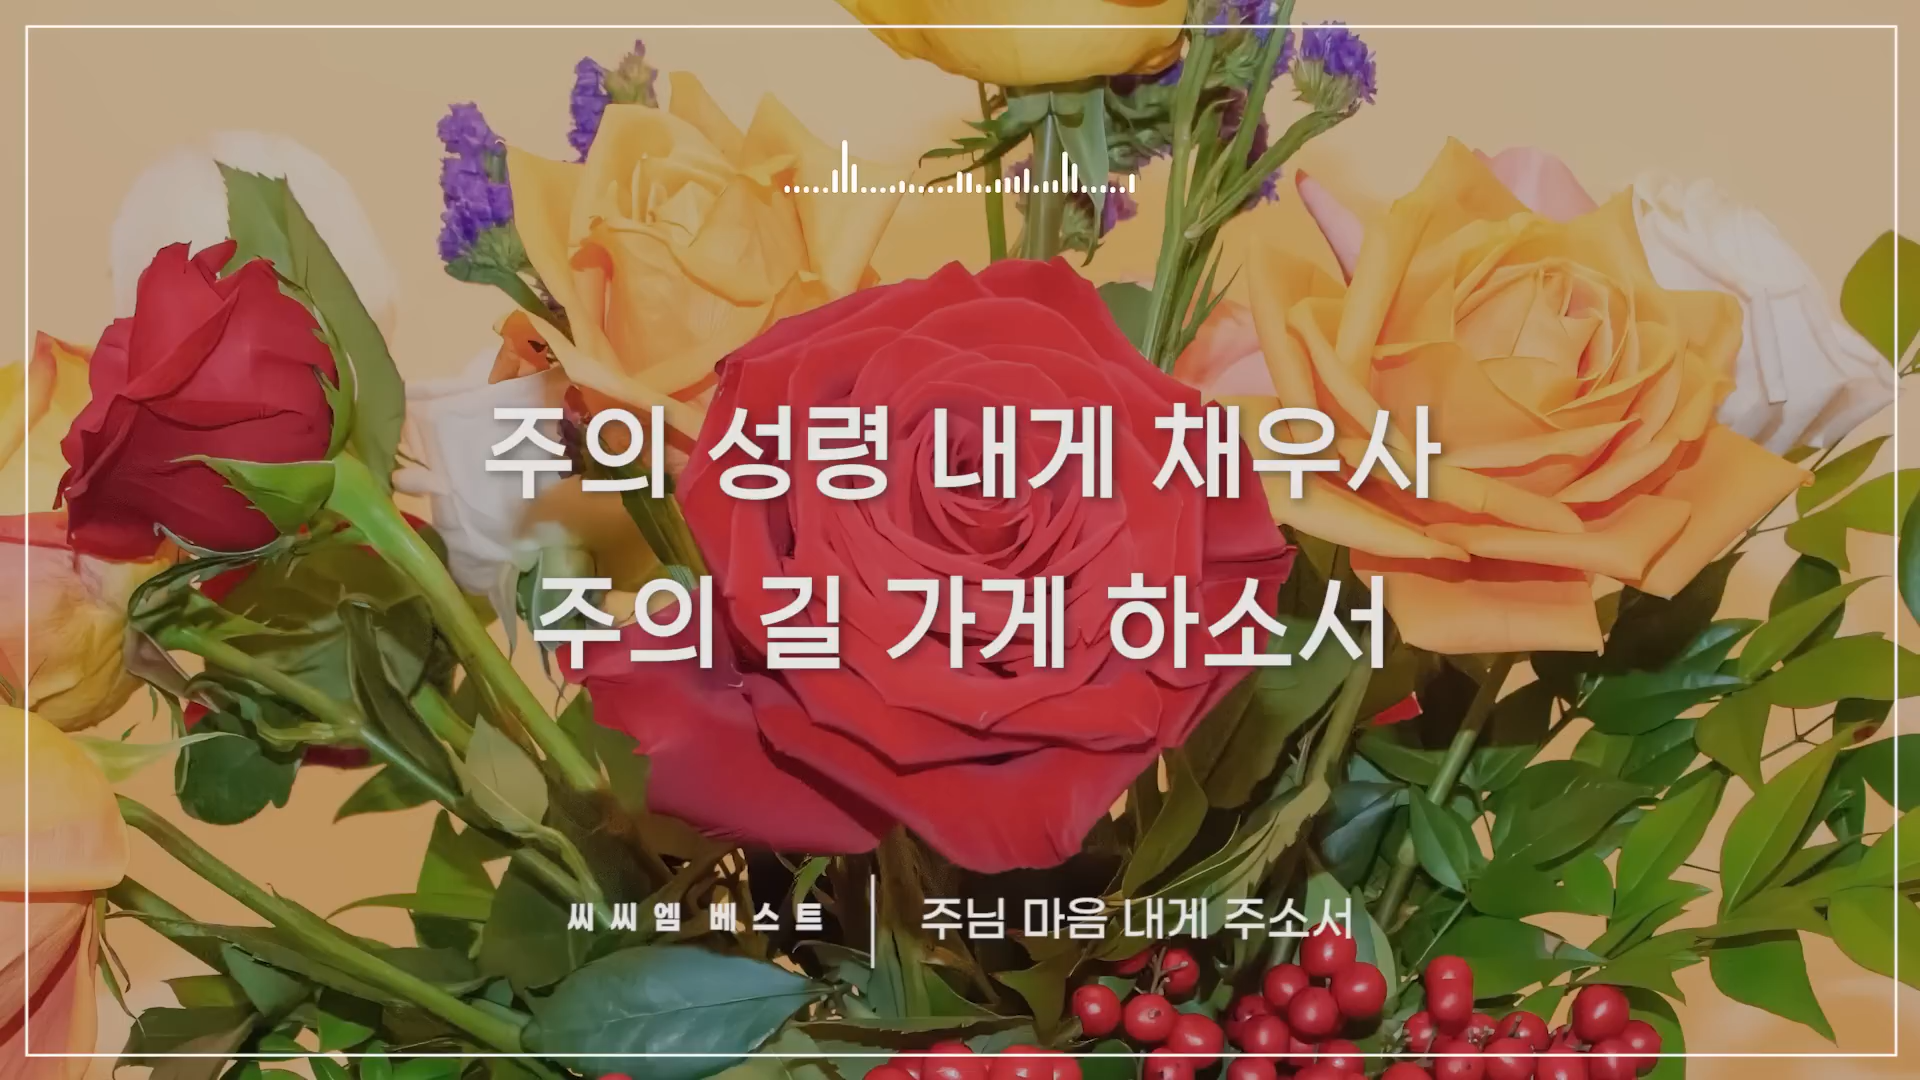 주의 성령 내게 채우사
주의 길 가게 하소서
씨씨엠 베스트
주님 마음 내게 주소서